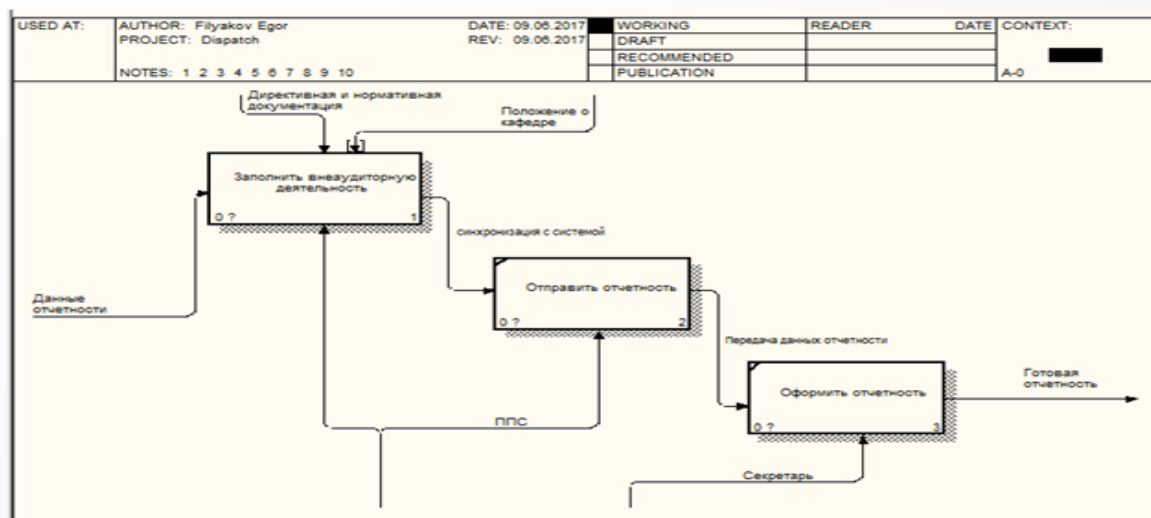 USED AT:
AUTHOR: Filyakov Egor
DATE: 09.06.2017
WORKING
READER
DATE
CONTEXT:
PROJECT: Dispatch
REV: 09.06.2017
DRAFT
RECOMMENDED
NOTES: 1 2 3 4 5 6 7 8 9 10
PUBLICATION
A-0
Директивная и нормативная
документация
Положение о
кафедре
Заполнить внеаудиторную
деятельность
0 ?
1
синхронизация с системой
Данные
отчетности
Отправить отчетность
0 ?
2
Передача данных отчетности
Готовая
отчетность
Оформить отчетность
0 ?
3
ППС
Секретарь